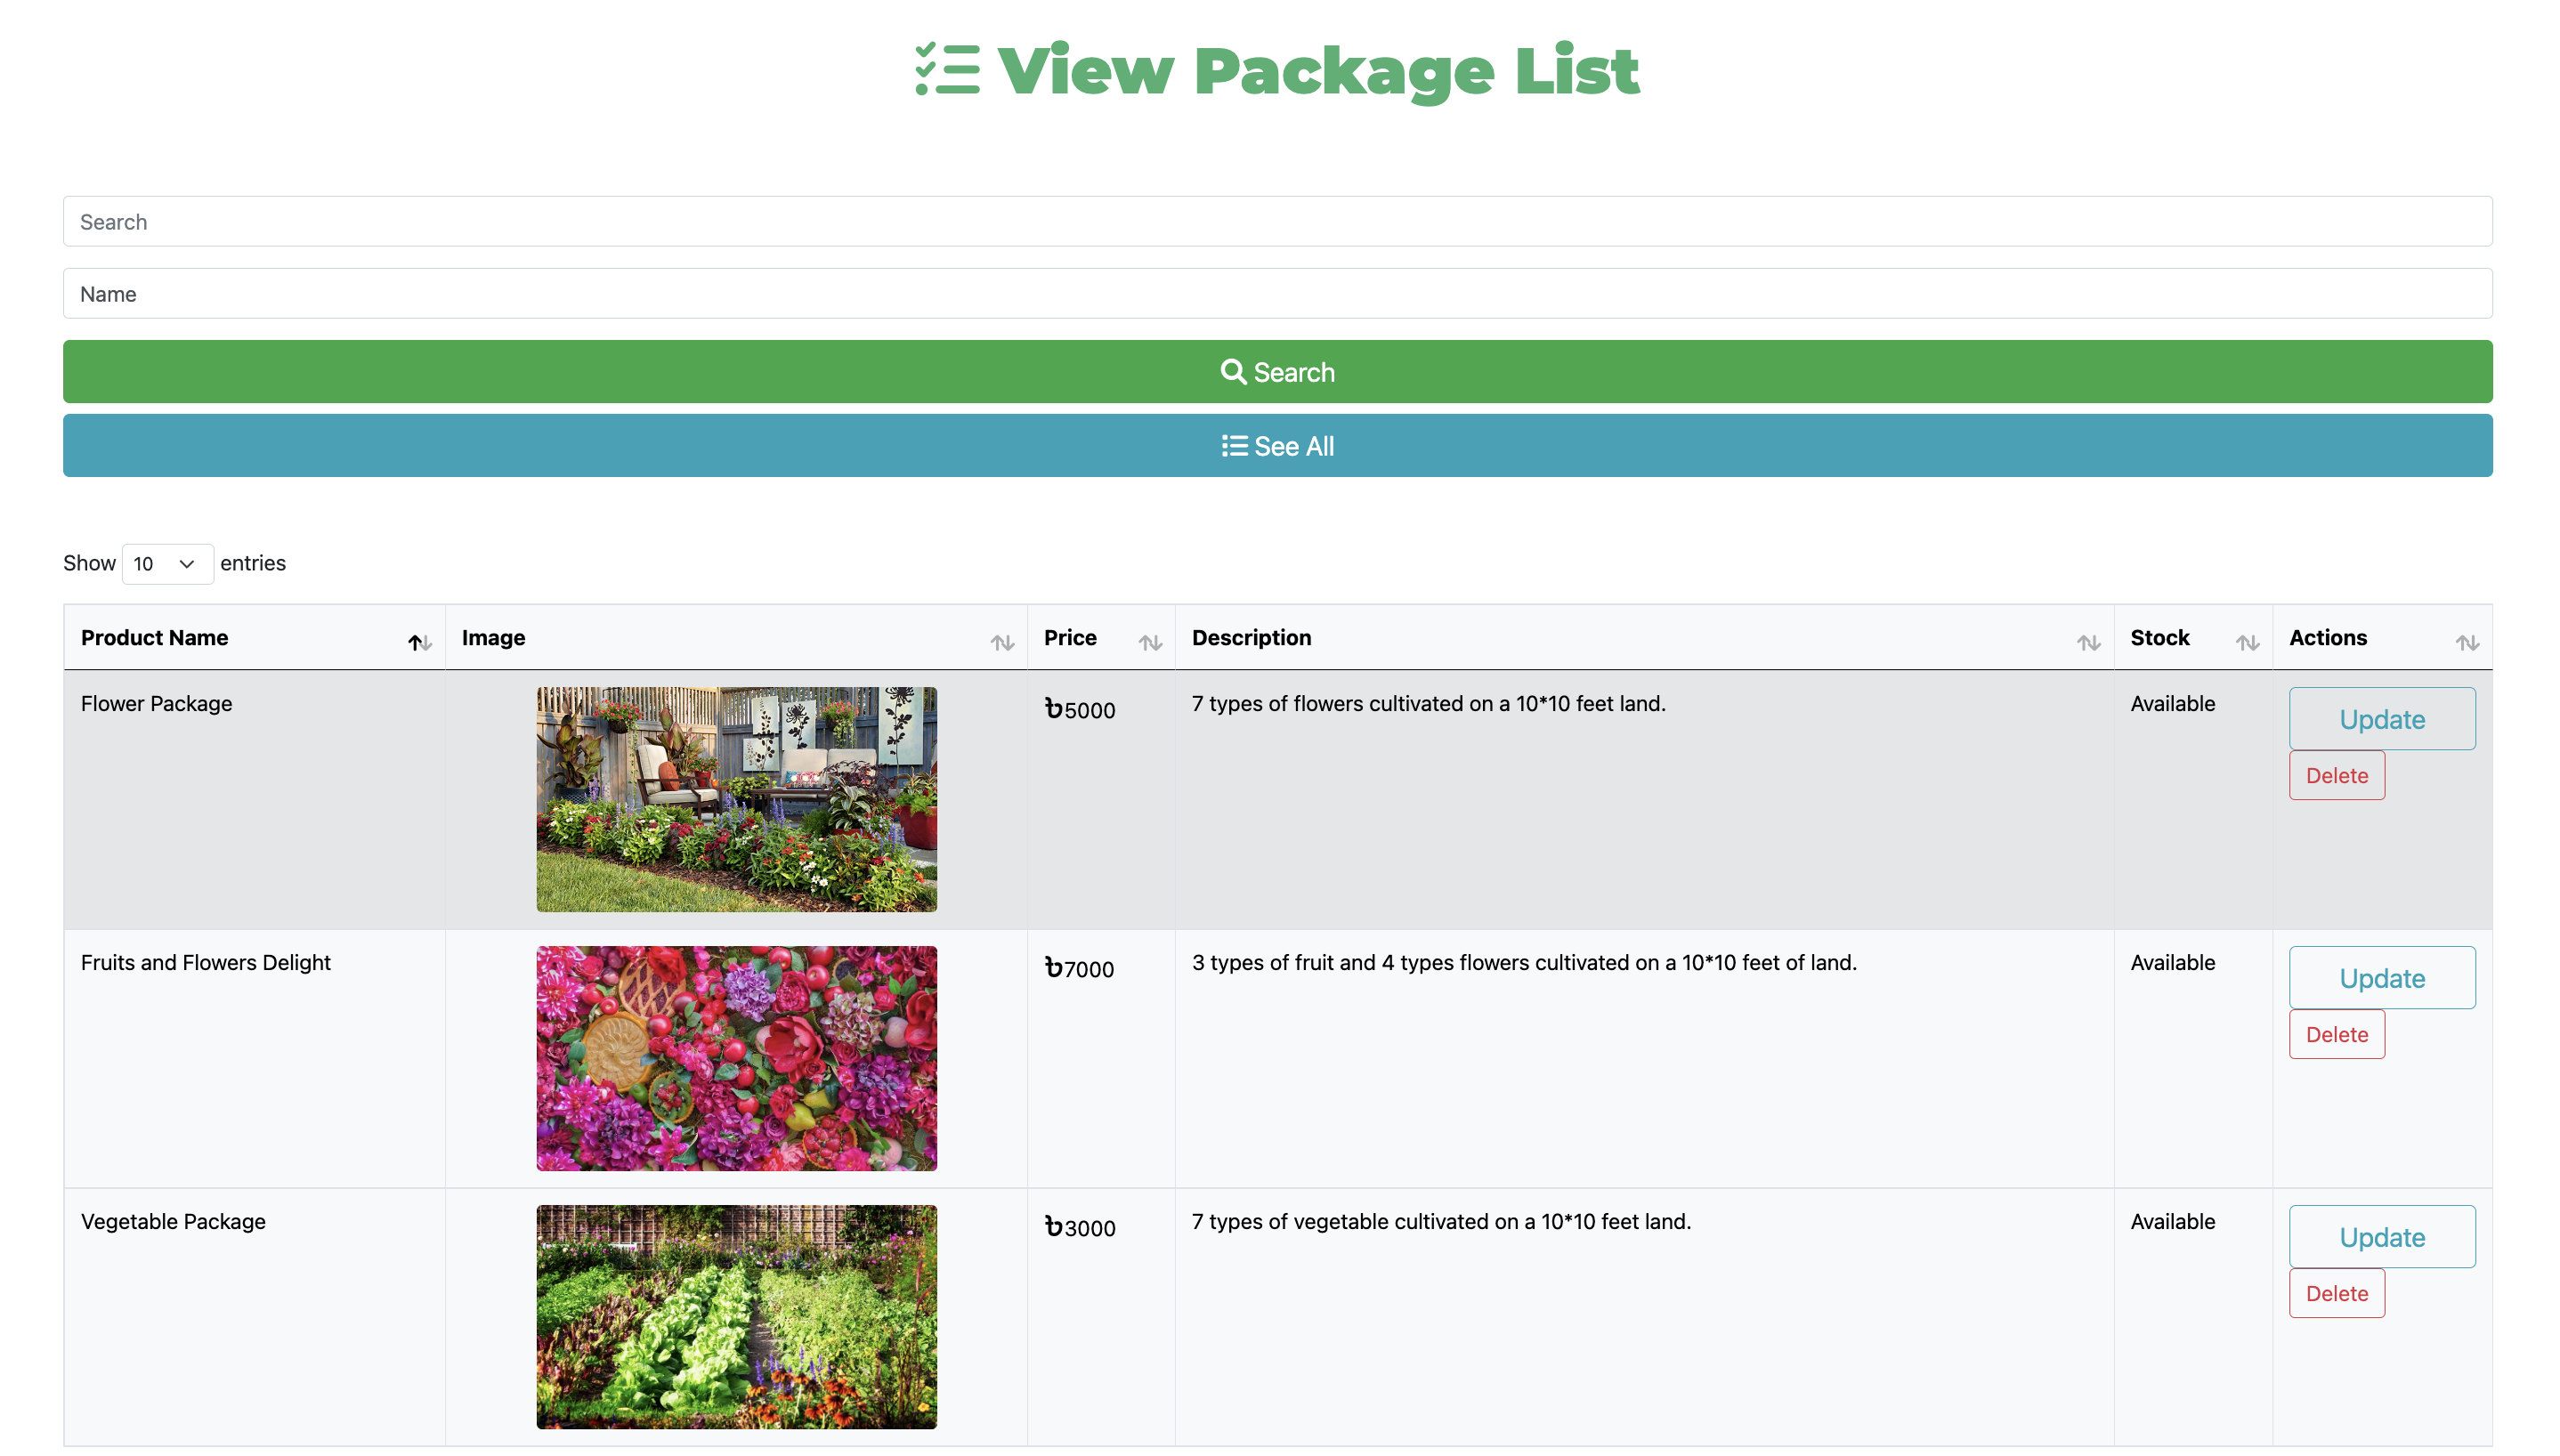 View Package List
Search
Name
Search
See All
Show 10 entries
Product Name Image Price Description Stock Actions
Flower Package ৳5000 7 types of flowers cultivated on a 10*10 feet land. Available Update
Delete
Fruits and Flowers Delight ৳7000 3 types of fruit and 4 types flowers cultivated on a 10*10 feet of land. Available Update
Delete
Vegetable Package ৳3000 7 types of vegetable cultivated on a 10*10 feet land. Available Update
Delete